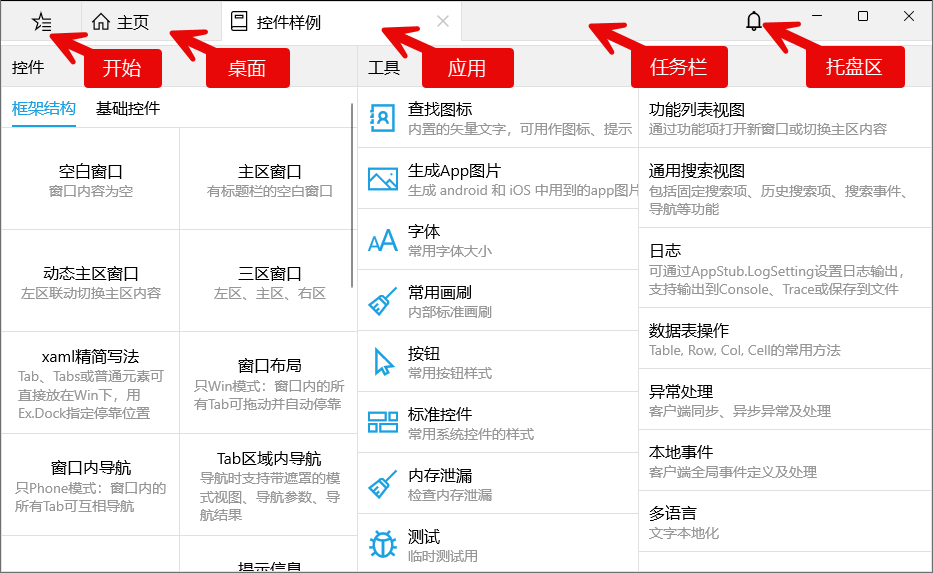 主页
控件样例
开始
桌面
应用
任务栏
托盘区
控件
工具
框架结构
基础控件
空白窗口
窗口内容为空
主区窗口
有标题栏的空白窗口
动态主区窗口
左区联动切换主区内容
三区窗口
左区、主区、右区
xaml精简写法
Tab、Tabs或普通元素可
直接放在Win下，用
Ex.Dock指定停靠位置
窗口布局
只Win模式：窗口内的所
有Tab可拖动并自动停靠
窗口内导航
只Phone模式：窗口内的
所有Tab可互相导航
Tab区域内导航
导航时支持带遮罩的模
式视图、导航参数、导
航结果
提示信息
查找图标
内置的矢量文字，可用作图标、提示
生成App图片
生成 android 和 iOS 中用到的app图片
字体
常用字体大小
常用画刷
内部标准画刷
按钮
常用按钮样式
标准控件
常用系统控件的样式
内存泄漏
检查内存泄漏
测试
临时测试用
功能列表视图
通过功能项打开新窗口或切换主区内容
通用搜索视图
包括固定搜索项、历史搜索项、搜索事件、
导航等功能
日志
可通过AppStub.LogSetting设置日志输出，
支持输出到Console、Trace或保存到文件
数据表操作
Table, Row, Col, Cell的常用方法
异常处理
客户端同步、异步异常及处理
本地事件
客户端全局事件定义及处理
多语言
文字本地化